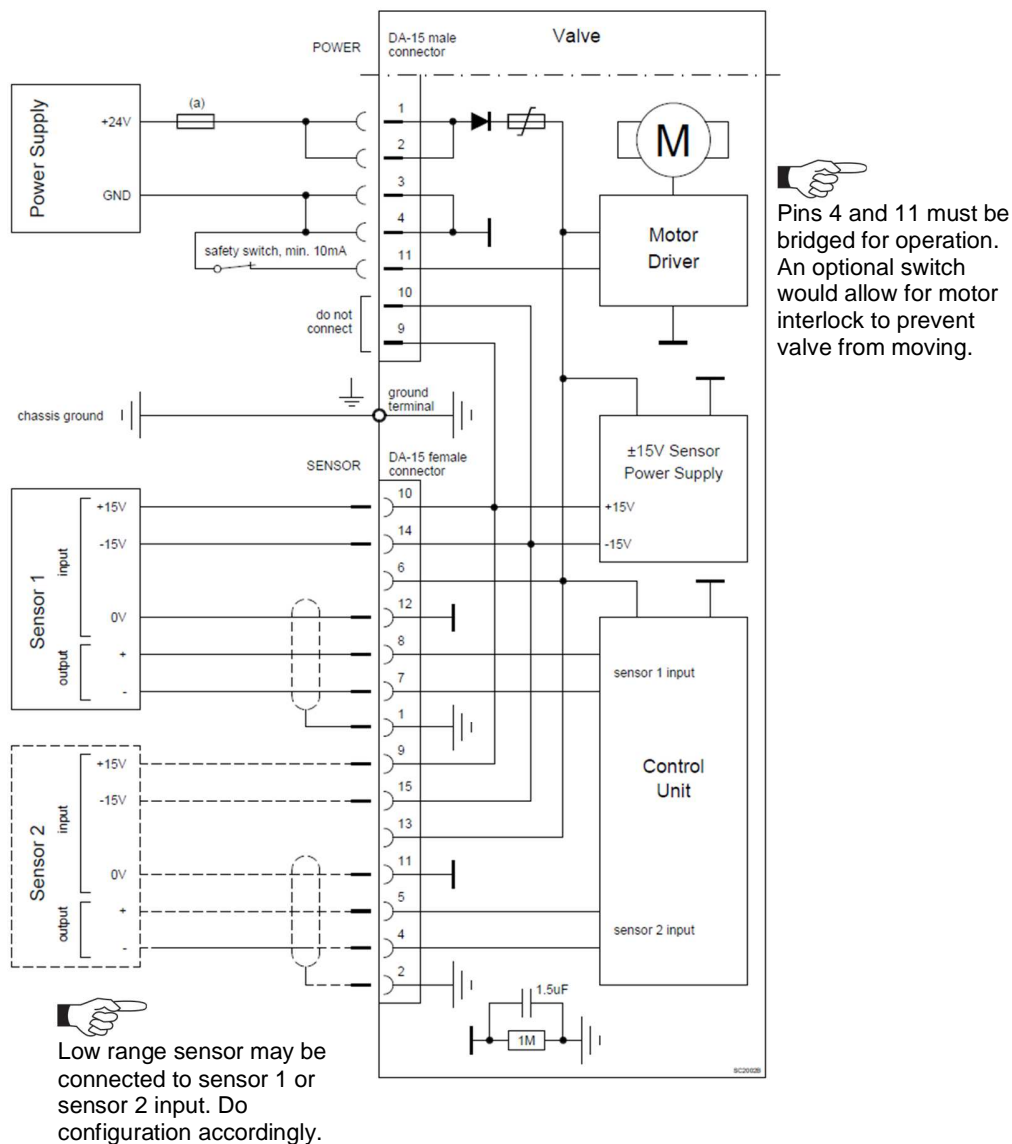 POWER
DA-15 male
connector
Valve
Power Supply
+24V
(a)
GND
safety switch, min. 10mA
do not
connect
1
2
3
4
11
10
9
M
Motor
Driver
Pins 4 and 11 must be
bridged for operation.
An optional switch
would allow for motor
interlock to prevent
valve from moving.
chassis ground
ground
terminal
SENSOR
DA-15 female
connector
±15V Sensor
Power Supply
+15V
-15V
Sensor 1
input
+15V
-15V
0V
output
+
-
10
14
6
12
8
7
1
sensor 1 input
Control
Unit
sensor 2 input
Sensor 2
input
+15V
-15V
0V
output
+
-
9
15
13
11
5
4
2
1.5uF
1M
SC2002B
Low range sensor may be
connected to sensor 1 or
sensor 2 input. Do
configuration accordingly.